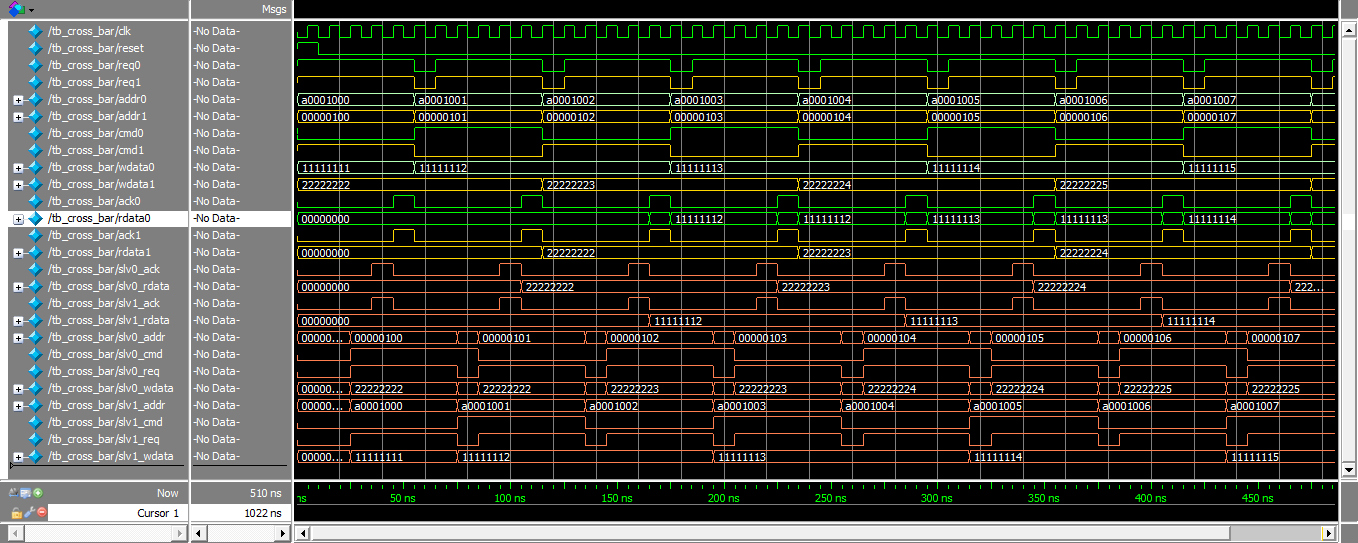 Msgs
/tb_cross_bar/clk -No Data-
/tb_cross_bar/reset -No Data-
/tb_cross_bar/req0 -No Data-
/tb_cross_bar/req1 -No Data-
/tb_cross_bar/addr0 -No Data- a0001000 a0001001 a0001002 a0001003 a0001004 a0001005 a0001006 a0001007
/tb_cross_bar/addr1 -No Data- 00000100 00000101 00000102 00000103 00000104 00000105 00000106 00000107
/tb_cross_bar/cmd0 -No Data-
/tb_cross_bar/cmd1 -No Data-
/tb_cross_bar/wdata0 -No Data- 11111111 11111112 11111113 11111114 11111115
/tb_cross_bar/wdata1 -No Data- 22222222 22222223 22222224 22222225
/tb_cross_bar/ack0 -No Data-
/tb_cross_bar/rdata0 -No Data- 00000000 11111112 11111112 11111113 11111113 11111114
/tb_cross_bar/ack1 -No Data-
/tb_cross_bar/rdata1 -No Data- 00000000 22222222 22222223 22222224
/tb_cross_bar/slv0_ack -No Data-
/tb_cross_bar/slv0_rdata -No Data- 00000000 22222222 22222223 22222224 222...
/tb_cross_bar/slv1_ack -No Data-
/tb_cross_bar/slv1_rdata -No Data- 00000000 11111112 11111113 11111114
/tb_cross_bar/slv0_addr -No Data- 00000... 00000100 00000101 00000102 00000103 00000104 00000105 00000106 00000107
/tb_cross_bar/slv0_cmd -No Data-
/tb_cross_bar/slv0_req -No Data-
/tb_cross_bar/slv0_wdata -No Data- 00000... 22222222 22222222 22222223 22222223 22222224 22222224 22222225 22222225
/tb_cross_bar/slv1_addr -No Data- 00000... a0001000 a0001001 a0001002 a0001003 a0001004 a0001005 a0001006 a0001007
/tb_cross_bar/slv1_cmd -No Data-
/tb_cross_bar/slv1_req -No Data-
/tb_cross_bar/slv1_wdata -No Data- 00000... 11111111 11111112 11111113 11111114 11111115
Now 510 ns ns 50 ns 100 ns 150 ns 200 ns 250 ns 300 ns 350 ns 400 ns 450 ns
Cursor 1 1022 ns